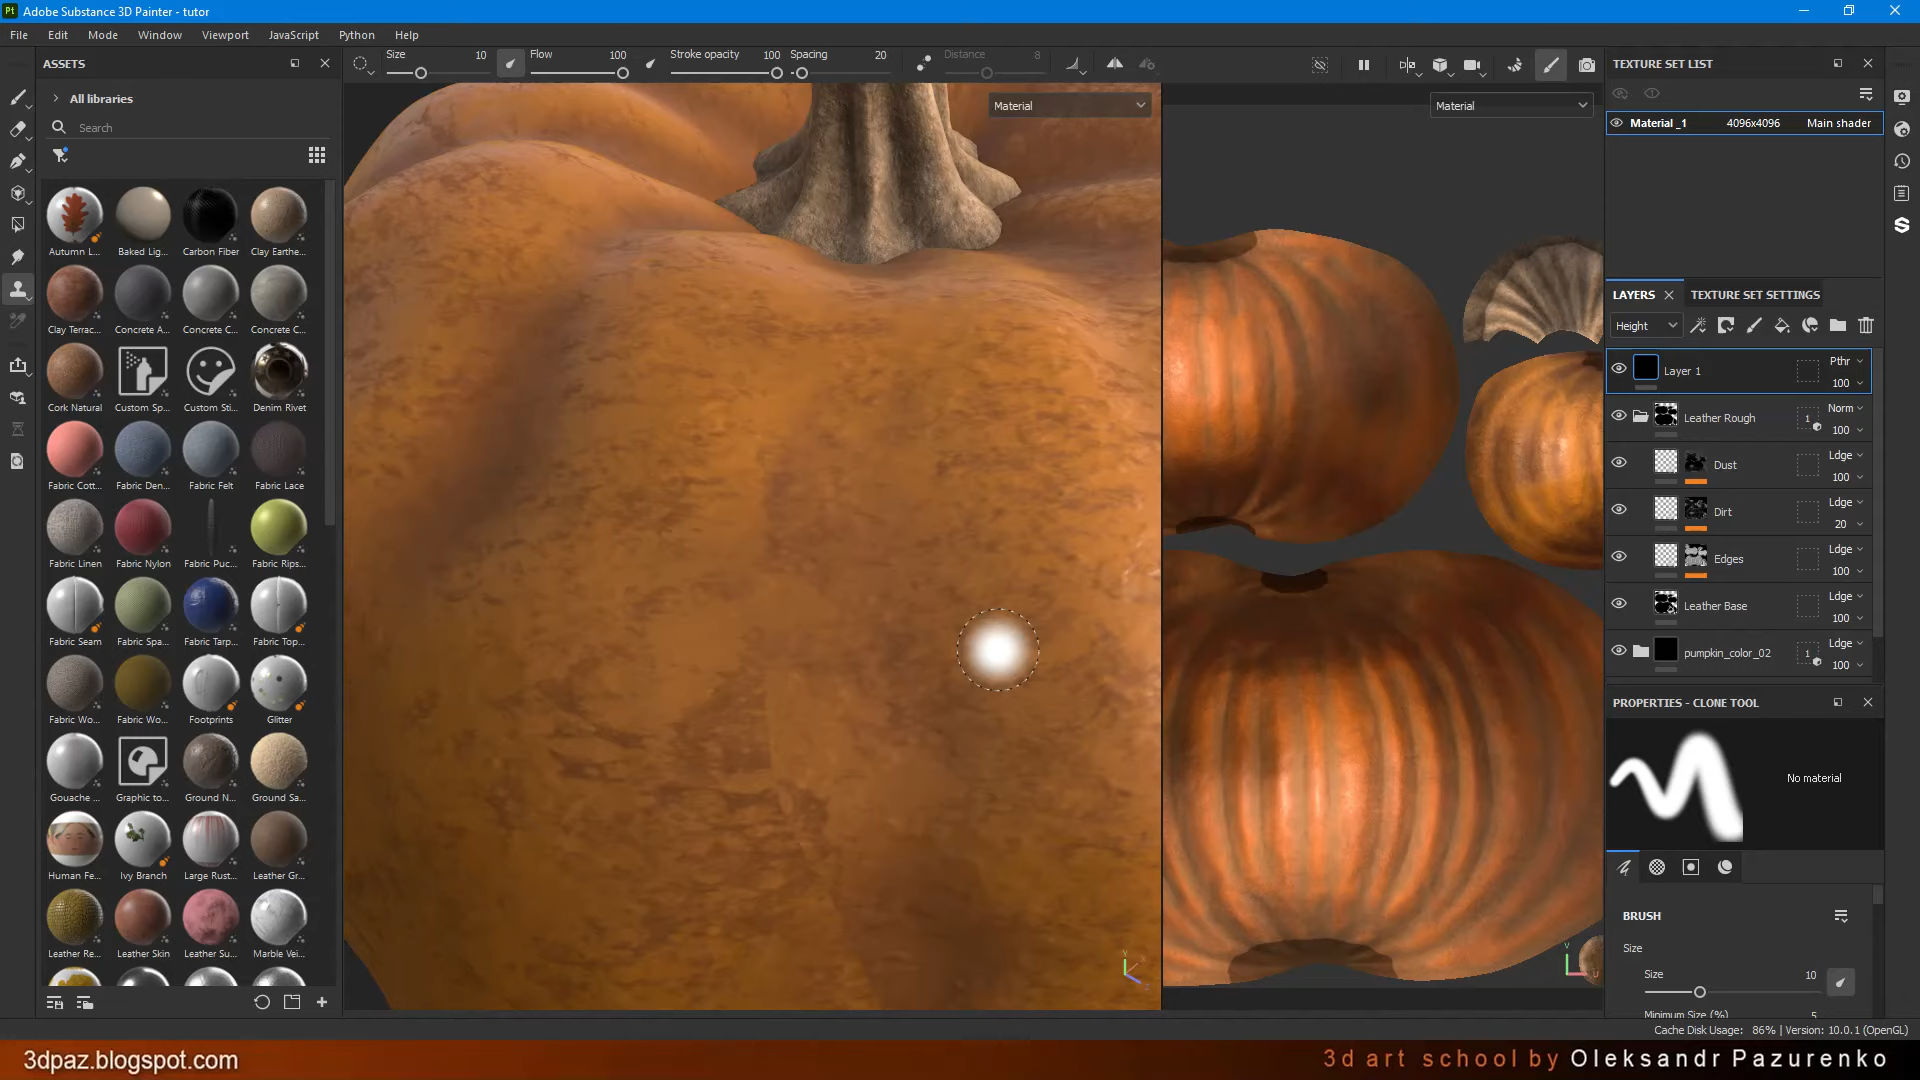 Pt Adobe Substance 3D Painter - tutor
File Edit Mode Window Viewport JavaScript Python Help
ASSETS
All libraries
Search
Autumn L... Baked Lig... Carbon Fiber Clay Earthe...
Clay Terrac... Concrete A... Concrete C... Concrete C...
Cork Natural Custom Sp... Custom Sti... Denim Rivet
Fabric Cott... Fabric Den... Fabric Felt Fabric Lace
Fabric Linen Fabric Nylon Fabric Puc... Fabric Rips...
Fabric Seam Fabric Spa... Fabric Tarp... Fabric Top...
Fabric Wo... Fabric Wo... Footprints Glitter
Gouache ... Graphic to... Ground N... Ground Sa...
Human Fe... Ivy Branch Large Rust... Leather Gr...
Leather Re... Leather Skin Leather Su... Marble Vei...
Size 10 Flow 100 Stroke opacity 100 Spacing 20 Distance 8
Material
Material
TEXTURE SET LIST
Material _1 4096x4096 Main shader
LAYERS TEXTURE SET SETTINGS
Height
Layer 1 Pthr 100
Leather Rough 1 Norm 100
Dust Ldge 100
Dirt Ldge 20
Edges Ldge 100
Leather Base Ldge 100
pumpkin_color_02 1 Ldge 100
PROPERTIES - CLONE TOOL
No material
BRUSH
Size
Size 10
Minimum Size (%) 5
Cache Disk Usage: 86% | Version: 10.0.1 (OpenGL)
3dpaz.blogspot.com
3d art school by Oleksandr Pazurenko